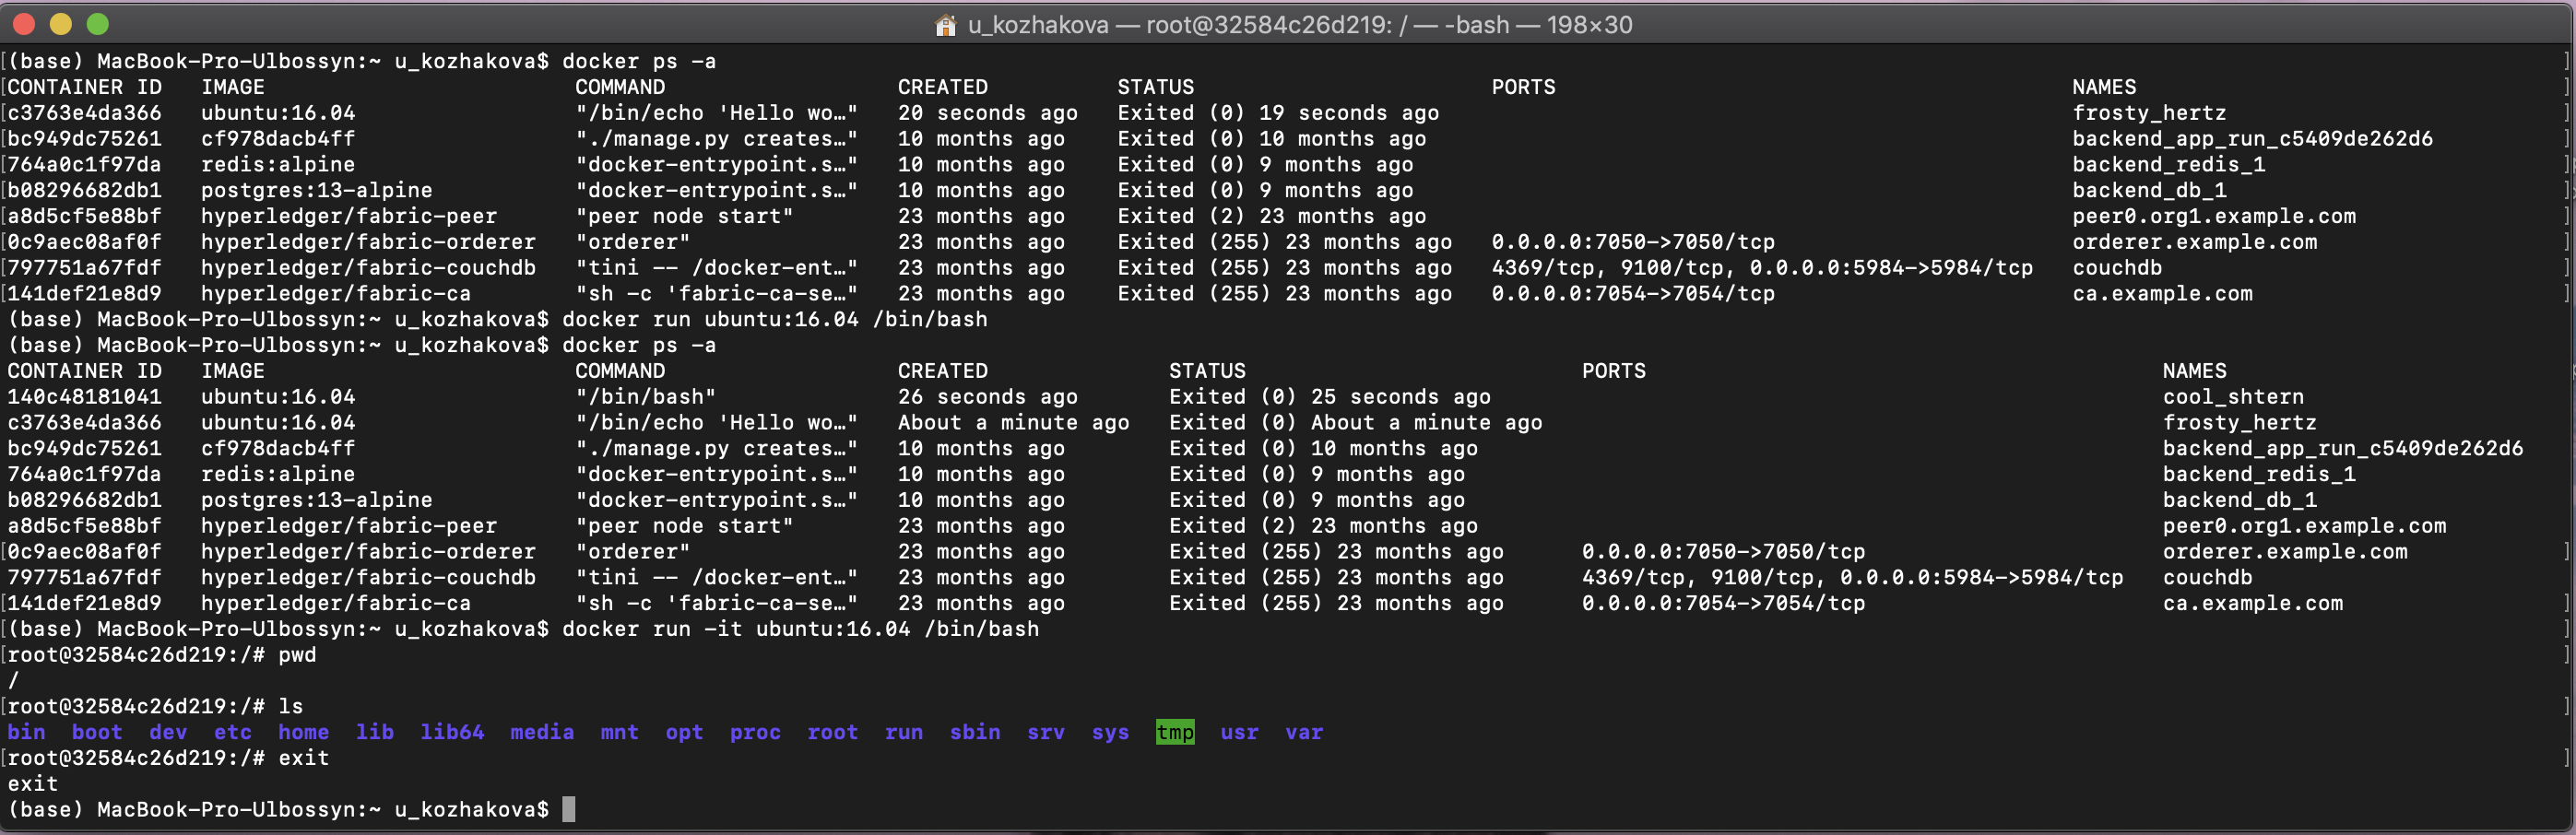 u_kozhakova — root@32584c26d219: / — -bash — 198×30
(base) MacBook-Pro-Ulbossyn:~ u_kozhakova$ docker ps -a
CONTAINER ID   IMAGE                        COMMAND                  CREATED          STATUS                       PORTS                                        NAMES
c3763e4da366   ubuntu:16.04                 "/bin/echo 'Hello wo…"   20 seconds ago   Exited (0) 19 seconds ago                                                 frosty_hertz
bc949dc75261   cf978dacb4ff                 "./manage.py creates…"   10 months ago    Exited (0) 10 months ago                                                  backend_app_run_c5409de262d6
764a0c1f97da   redis:alpine                 "docker-entrypoint.s…"   10 months ago    Exited (0) 9 months ago                                                   backend_redis_1
b08296682db1   postgres:13-alpine           "docker-entrypoint.s…"   10 months ago    Exited (0) 9 months ago                                                   backend_db_1
a8d5cf5e88bf   hyperledger/fabric-peer      "peer node start"        23 months ago    Exited (2) 23 months ago                                                  peer0.org1.example.com
0c9aec08af0f   hyperledger/fabric-orderer   "orderer"                23 months ago    Exited (255) 23 months ago   0.0.0.0:7050->7050/tcp                       orderer.example.com
797751a67fdf   hyperledger/fabric-couchdb   "tini -- /docker-ent…"   23 months ago    Exited (255) 23 months ago   4369/tcp, 9100/tcp, 0.0.0.0:5984->5984/tcp   couchdb
141def21e8d9   hyperledger/fabric-ca        "sh -c 'fabric-ca-se…"   23 months ago    Exited (255) 23 months ago   0.0.0.0:7054->7054/tcp                       ca.example.com
(base) MacBook-Pro-Ulbossyn:~ u_kozhakova$ docker run ubuntu:16.04 /bin/bash
(base) MacBook-Pro-Ulbossyn:~ u_kozhakova$ docker ps -a
CONTAINER ID   IMAGE                        COMMAND                  CREATED              STATUS                          PORTS                                        NAMES
140c48181041   ubuntu:16.04                 "/bin/bash"              26 seconds ago       Exited (0) 25 seconds ago                                                    cool_shtern
c3763e4da366   ubuntu:16.04                 "/bin/echo 'Hello wo…"   About a minute ago   Exited (0) About a minute ago                                                frosty_hertz
bc949dc75261   cf978dacb4ff                 "./manage.py creates…"   10 months ago        Exited (0) 10 months ago                                                     backend_app_run_c5409de262d6
764a0c1f97da   redis:alpine                 "docker-entrypoint.s…"   10 months ago        Exited (0) 9 months ago                                                      backend_redis_1
b08296682db1   postgres:13-alpine           "docker-entrypoint.s…"   10 months ago        Exited (0) 9 months ago                                                      backend_db_1
a8d5cf5e88bf   hyperledger/fabric-peer      "peer node start"        23 months ago        Exited (2) 23 months ago                                                     peer0.org1.example.com
0c9aec08af0f   hyperledger/fabric-orderer   "orderer"                23 months ago        Exited (255) 23 months ago      0.0.0.0:7050->7050/tcp                       orderer.example.com
797751a67fdf   hyperledger/fabric-couchdb   "tini -- /docker-ent…"   23 months ago        Exited (255) 23 months ago      4369/tcp, 9100/tcp, 0.0.0.0:5984->5984/tcp   couchdb
141def21e8d9   hyperledger/fabric-ca        "sh -c 'fabric-ca-se…"   23 months ago        Exited (255) 23 months ago      0.0.0.0:7054->7054/tcp                       ca.example.com
(base) MacBook-Pro-Ulbossyn:~ u_kozhakova$ docker run -it ubuntu:16.04 /bin/bash
root@32584c26d219:/# pwd
/
root@32584c26d219:/# ls
bin  boot  dev  etc  home  lib  lib64  media  mnt  opt  proc  root  run  sbin  srv  sys  tmp  usr  var
root@32584c26d219:/# exit
exit
(base) MacBook-Pro-Ulbossyn:~ u_kozhakova$